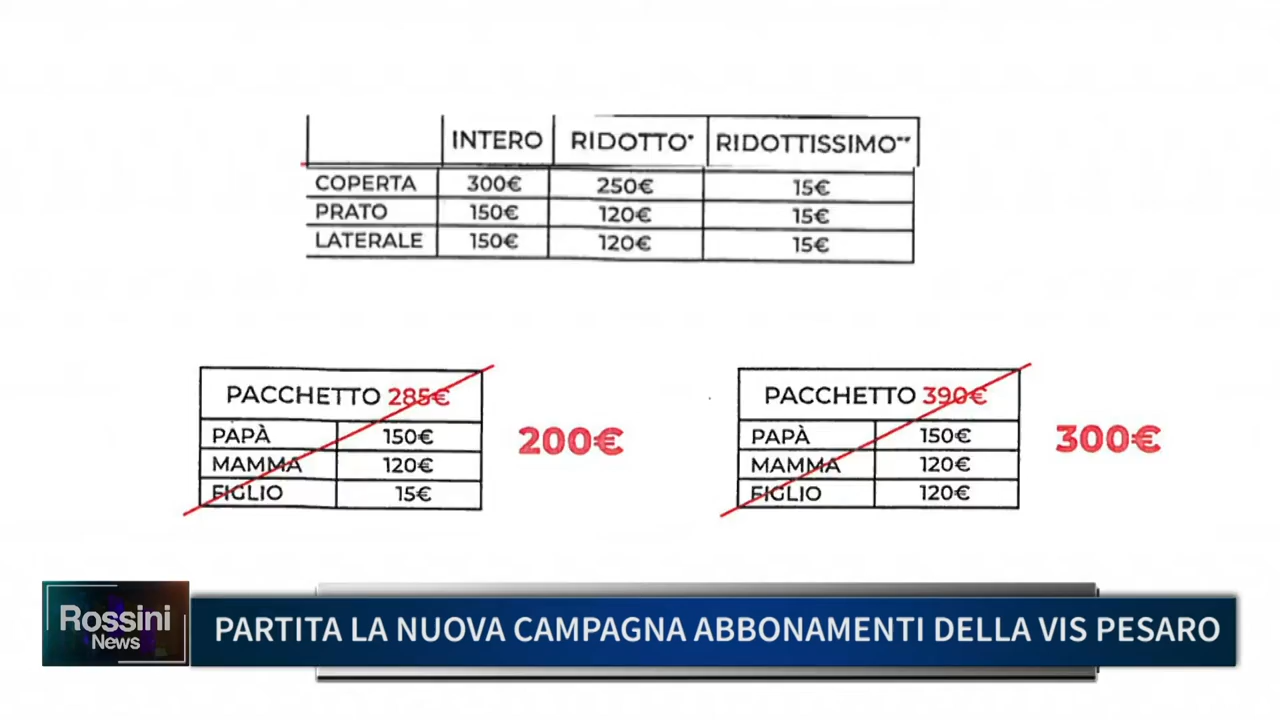 INTERO RIDOTTO* RIDOTTISSIMO**
COPERTA 300€ 250€ 15€
PRATO 150€ 120€ 15€
LATERALE 150€ 120€ 15€
PACCHETTO 285€
PAPÀ 150€
MAMMA 120€
FIGLIO 15€
200€
PACCHETTO 390€
PAPÀ 150€
MAMMA 120€
FIGLIO 120€
300€
Rossini
News
PARTITA LA NUOVA CAMPAGNA ABBONAMENTI DELLA VIS PESARO